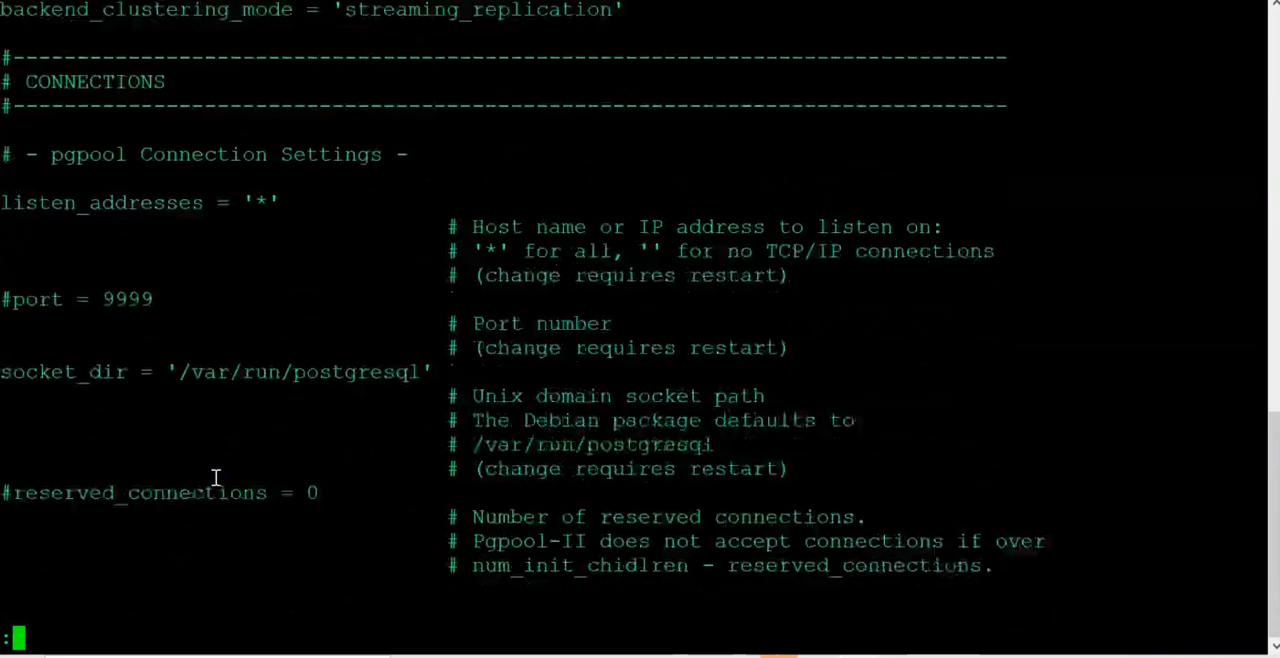 backend_clustering_mode = 'streaming_replication'
#------------------------------------------------------------------------------
# CONNECTIONS
#------------------------------------------------------------------------------
# - pgpool Connection Settings -
listen_addresses = '*'
# Host name or IP address to listen on:
# '*' for all, '' for no TCP/IP connections
# (change requires restart)
#port = 9999
# Port number
# (change requires restart)
socket_dir = '/var/run/postgresql'
# Unix domain socket path
# The Debian package defaults to
# /var/run/postgresql
# (change requires restart)
#reserved_connections = 0
# Number of reserved connections.
# Pgpool-II does not accept connections if over
# num_init_chidlren - reserved_connections.
: